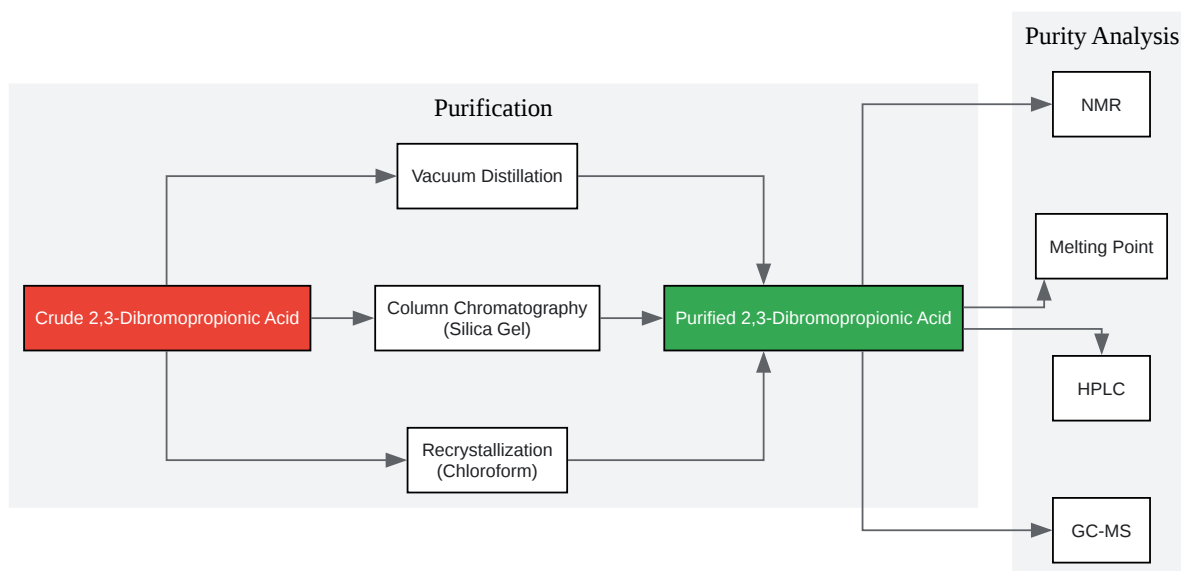 Purity Analysis
NMR
Purification
Vacuum Distillation
Melting Point
Crude 2,3-Dibromopropionic Acid
Column Chromatography
(Silica Gel)
Purified 2,3-Dibromopropionic Acid
HPLC
Recrystallization
(Chloroform)
GC-MS